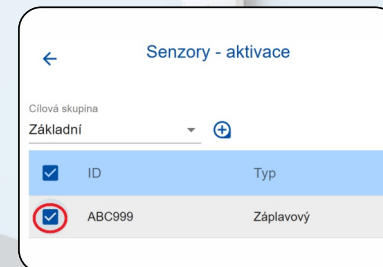 Senzory - aktivace
Cílová skupina
Základní
ID Typ
ABC999 Záplavový